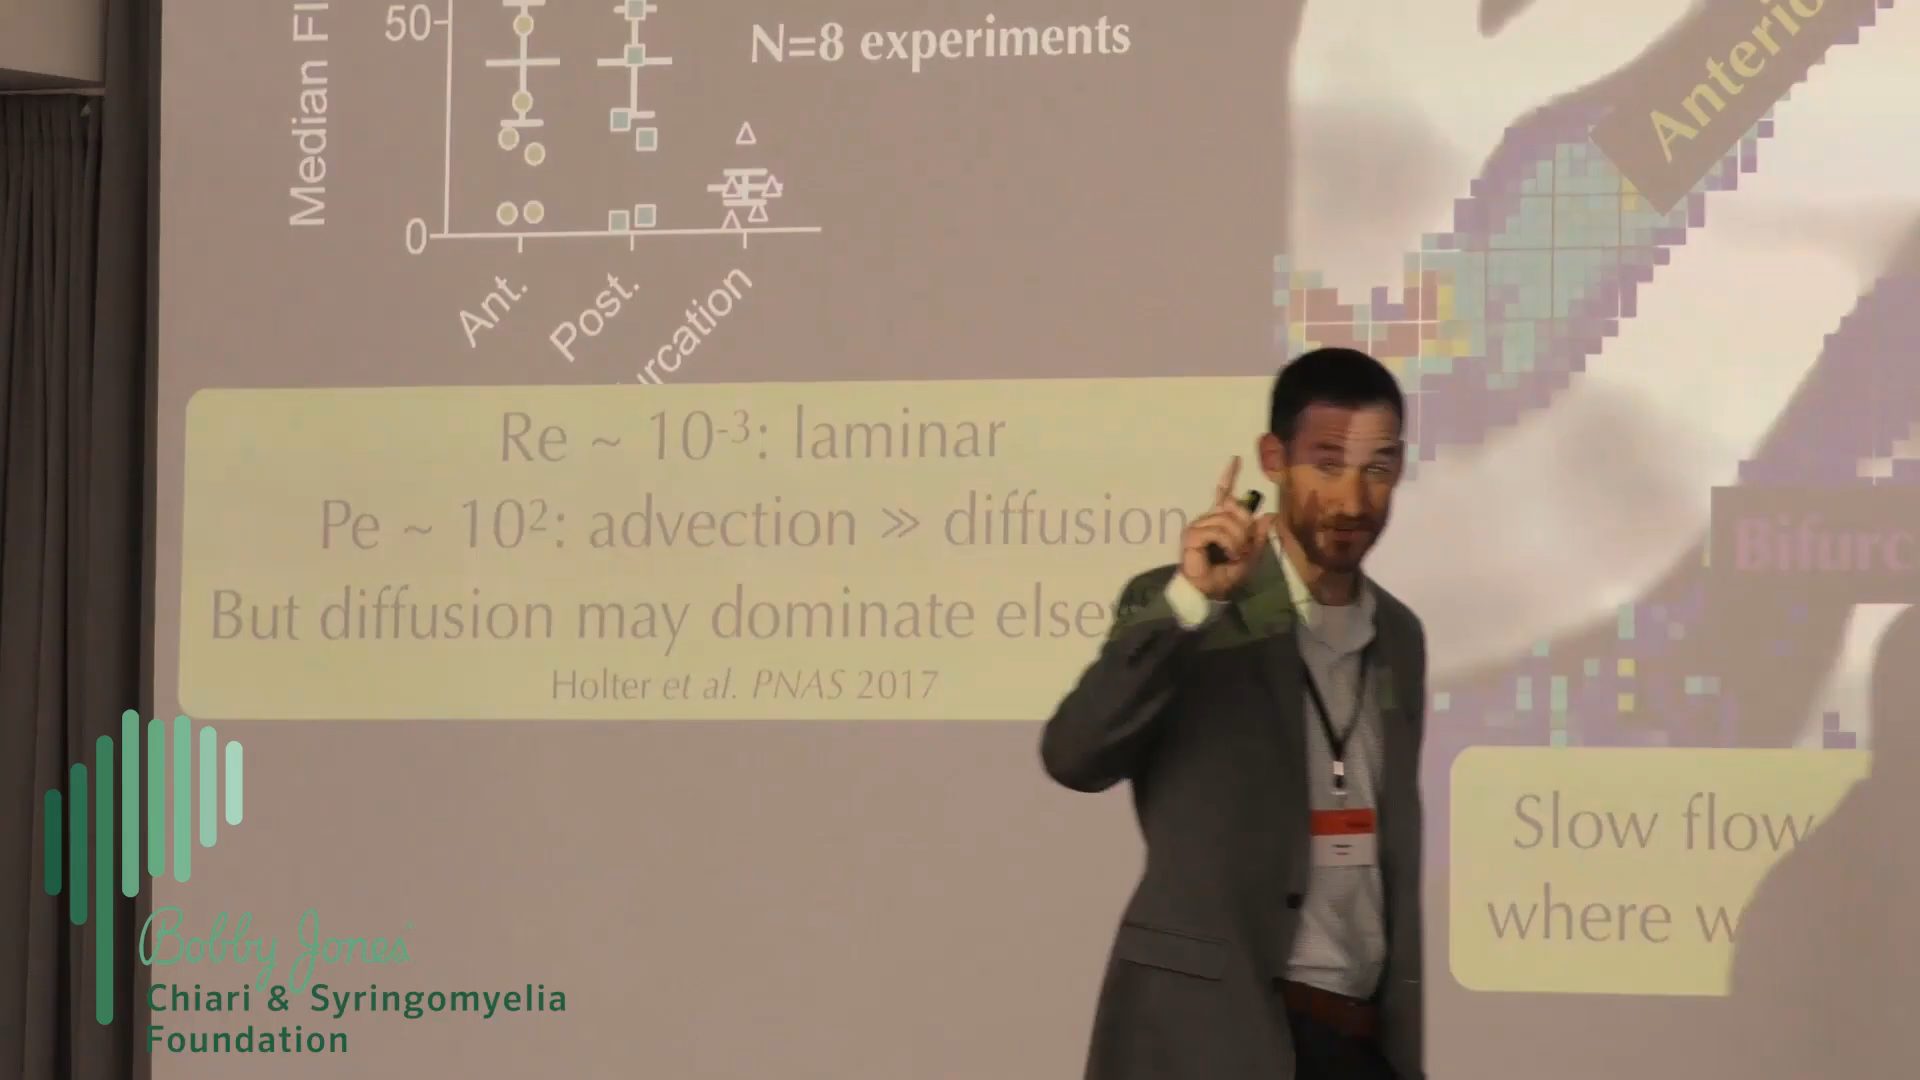 50
Median Fl
N=8 experiments
0
Ant.
Post.
urcation
Anterio
Bifurc
Re ~ 10-3: laminar
Pe ~ 10²: advection >> diffusion
But diffusion may dominate else
Holter et al. PNAS 2017
Slow flow
where w
Bobby Jones
Chiari & Syringomyelia
Foundation